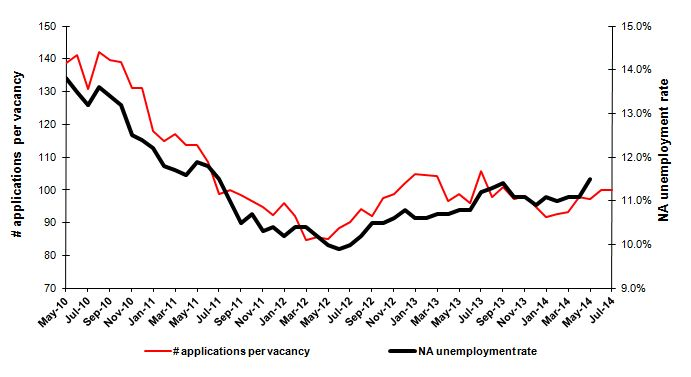 # applications per vacancy
150
140
130
120
110
100
90
80
70
15.0%
14.0%
13.0%
12.0%
11.0%
10.0%
9.0%
NA unemployment rate
May-10
Jul-10
Sep-10
Nov-10
Jan-11
Mar-11
May-11
Jul-11
Sep-11
Nov-11
Jan-12
Mar-12
May-12
Jul-12
Sep-12
Nov-12
Jan-13
Mar-13
May-13
Jul-13
Sep-13
Nov-13
Jan-14
Mar-14
May-14
Jul-14
# applications per vacancy
NA unemployment rate